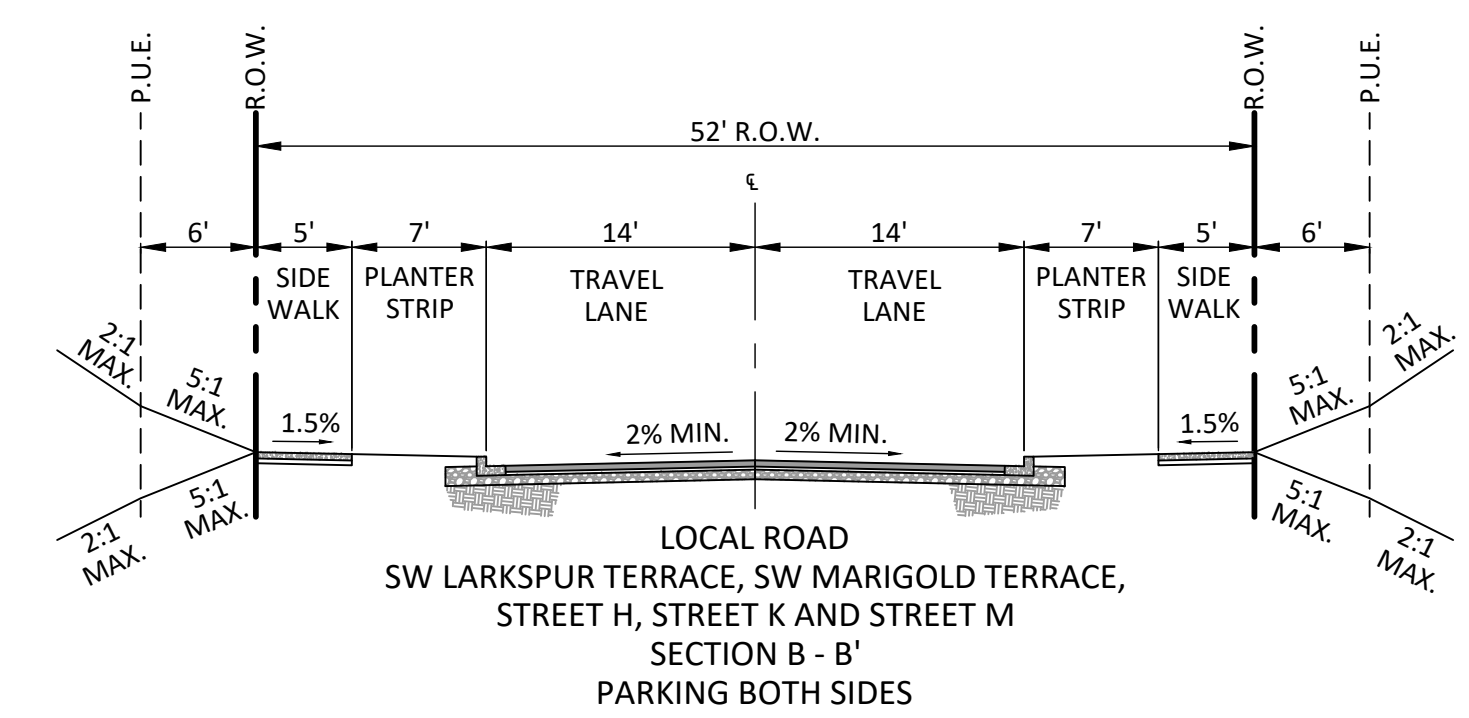 P.U.E.
R.O.W.
R.O.W.
P.U.E.
52' R.O.W.
℄
6'
5'
7'
14'
14'
7'
5'
6'
SIDE
WALK
PLANTER
STRIP
TRAVEL
LANE
TRAVEL
LANE
PLANTER
STRIP
SIDE
WALK
2:1
MAX.
5:1
MAX.
1.5%
2% MIN.
2% MIN.
1.5%
5:1
MAX.
2:1
MAX.
2:1
MAX.
5:1
MAX.
5:1
MAX.
2:1
MAX.
LOCAL ROAD
SW LARKSPUR TERRACE, SW MARIGOLD TERRACE,
STREET H, STREET K AND STREET M
SECTION B - B'
PARKING BOTH SIDES